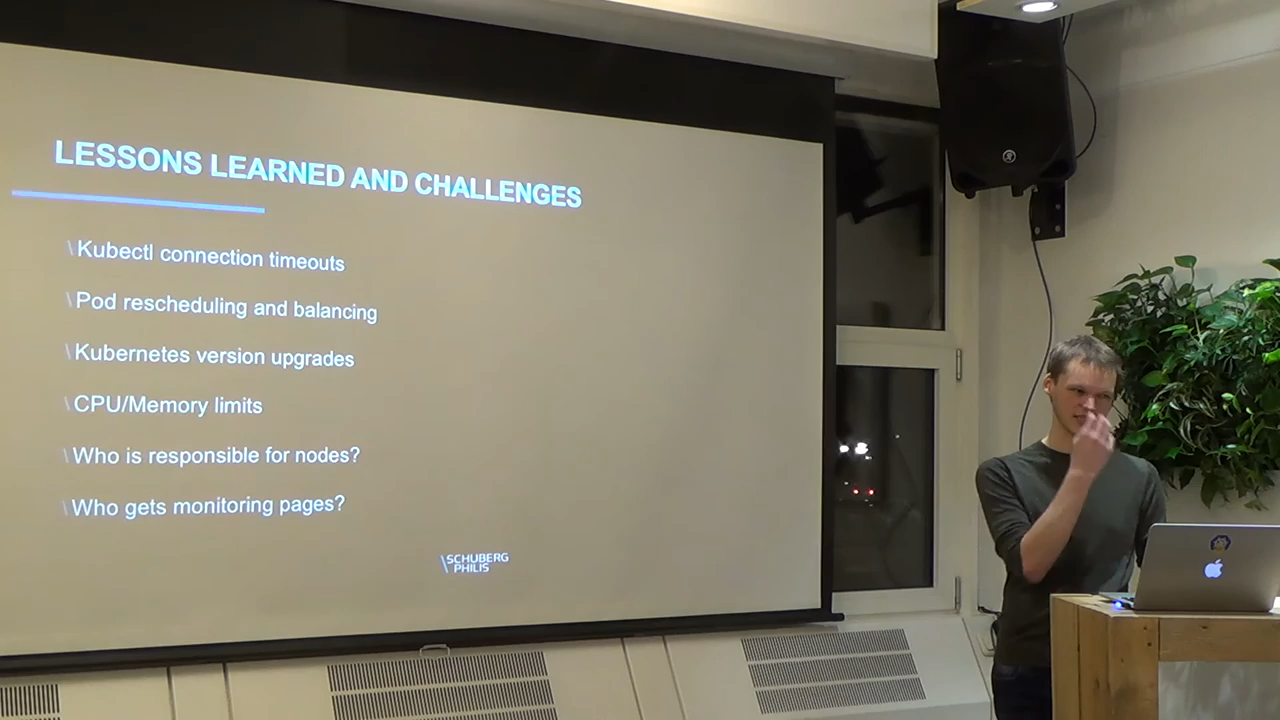 LESSONS LEARNED AND CHALLENGES
\Kubectl connection timeouts
\Pod rescheduling and balancing
\Kubernetes version upgrades
\CPU/Memory limits
\Who is responsible for nodes?
\Who gets monitoring pages?
\SCHUBERG
PHILIS